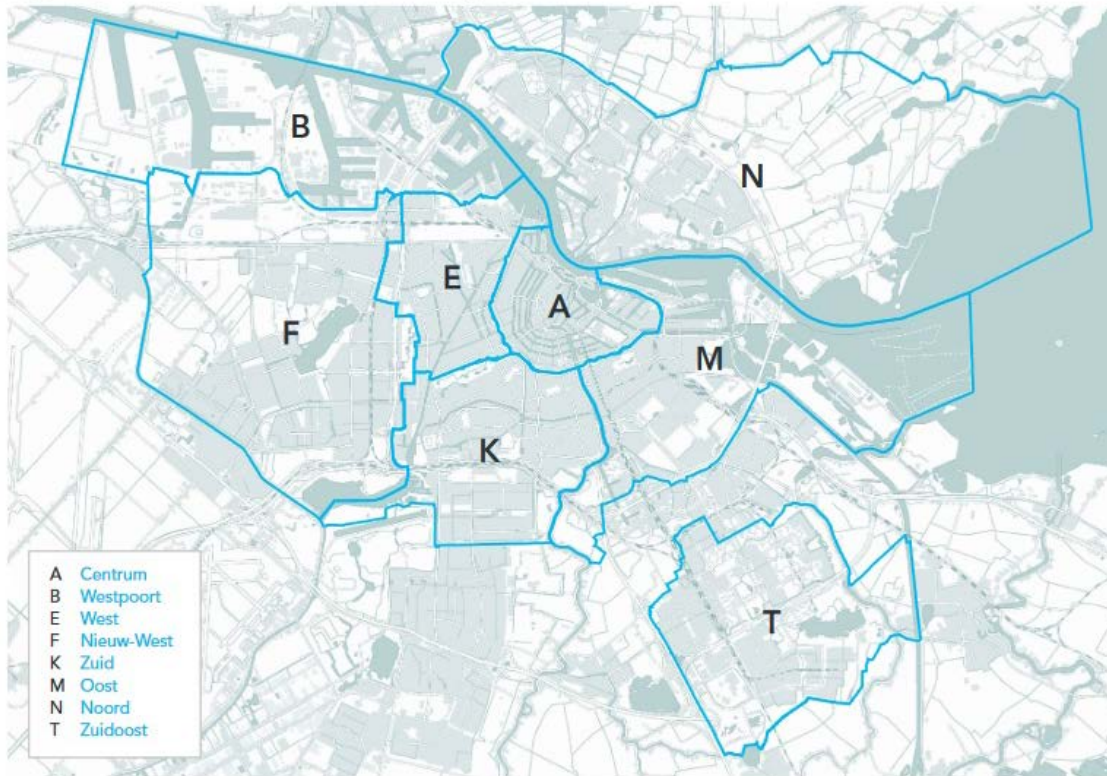 B
N
E
A
F
M
K
T
A Centrum
B Westpoort
E West
F Nieuw-West
K Zuid
M Oost
N Noord
T Zuidoost